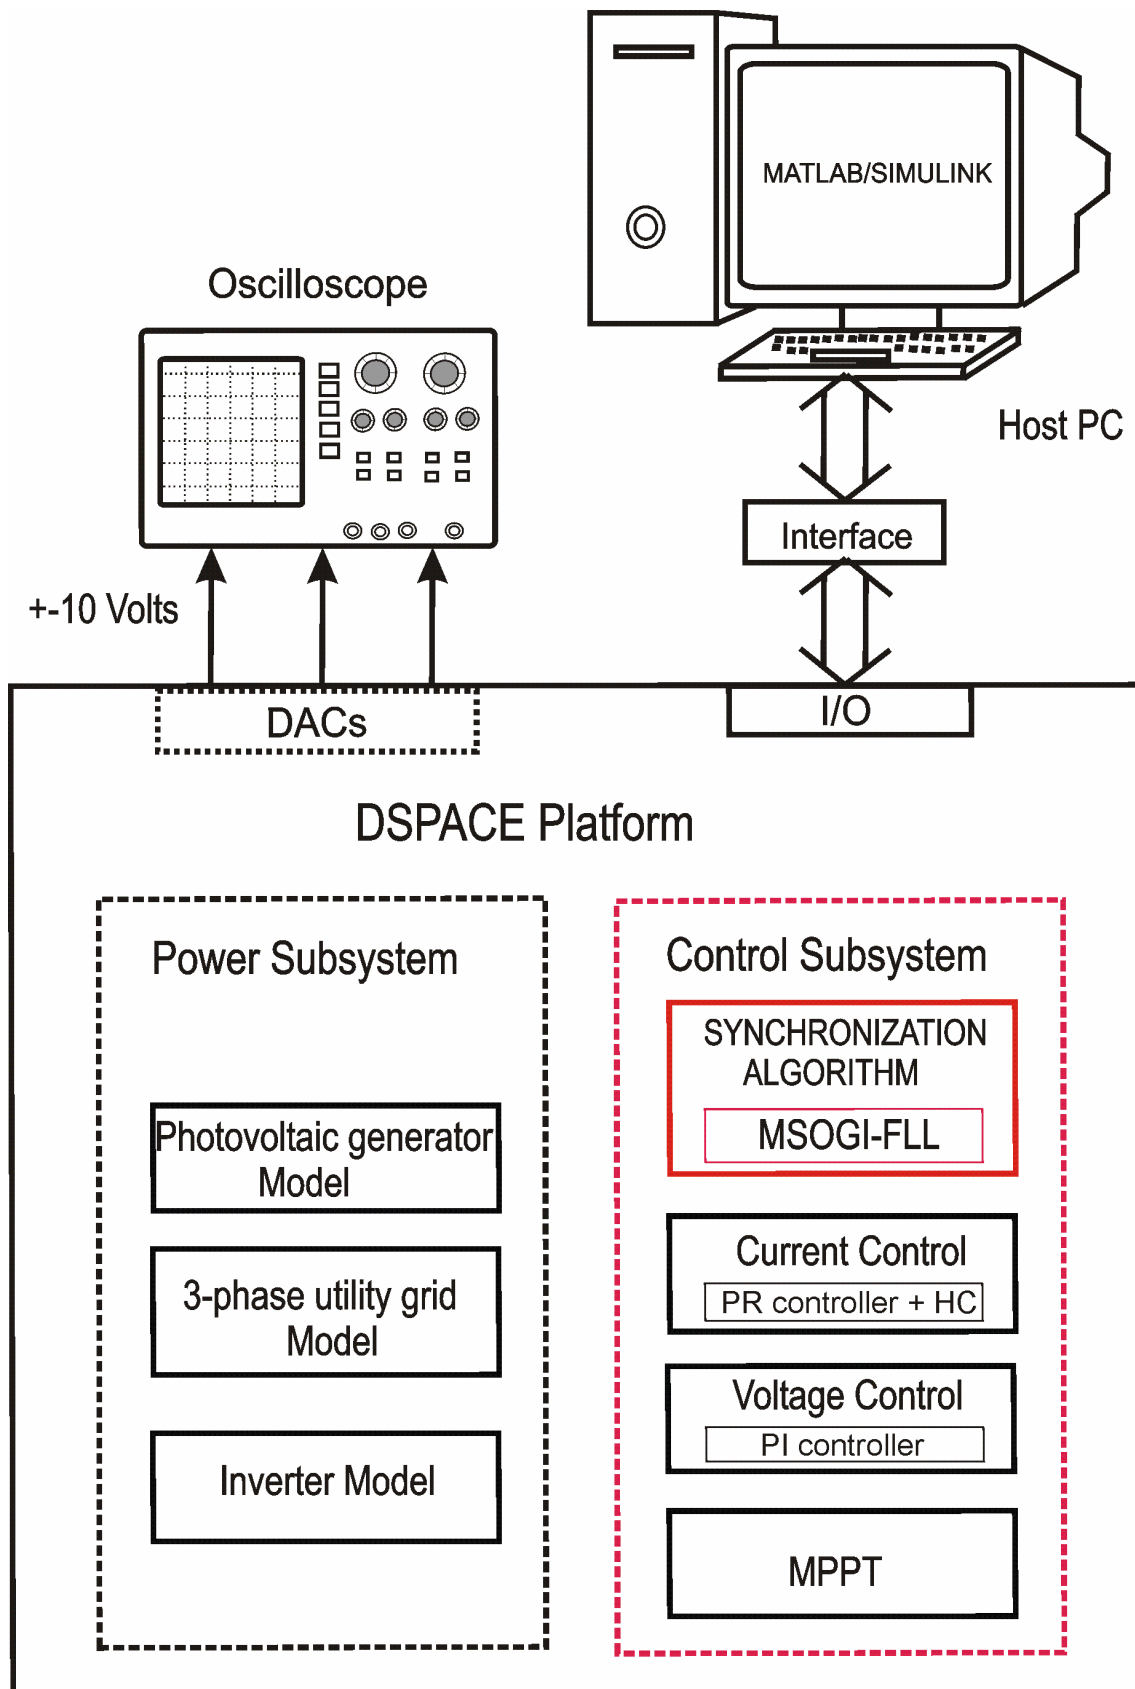 MATLAB/SIMULINK
Oscilloscope
Host PC
Interface
+-10 Volts
DACs
I/O
DSPACE Platform
Power Subsystem
Photovoltaic generator
Model
3-phase utility grid
Model
Inverter Model
Control Subsystem
SYNCHRONIZATION
ALGORITHM
MSOGI-FLL
Current Control
PR controller + HC
Voltage Control
PI controller
MPPT